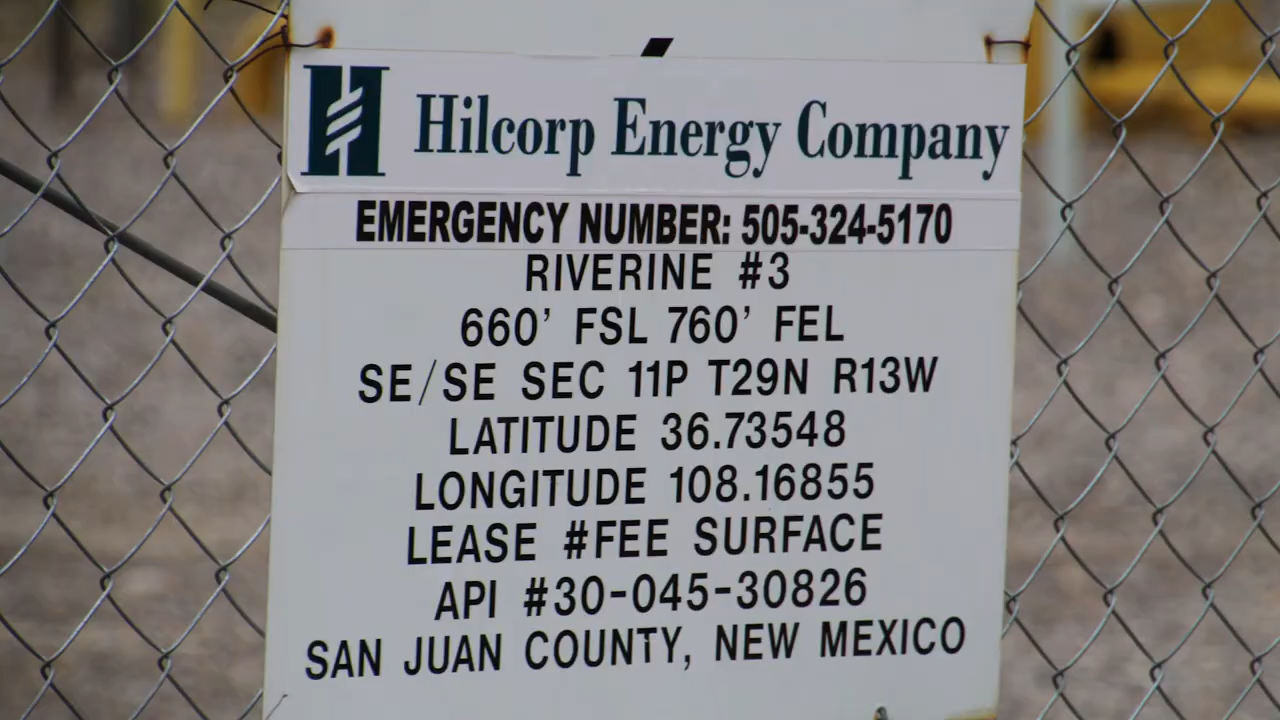 Hilcorp Energy Company
EMERGENCY NUMBER: 505-324-5170
RIVERINE #3
660' FSL 760' FEL
SE/SE SEC 11P T29N R13W
LATITUDE 36.73548
LONGITUDE 108.16855
LEASE #FEE SURFACE
API #30-045-30826
SAN JUAN COUNTY, NEW MEXICO